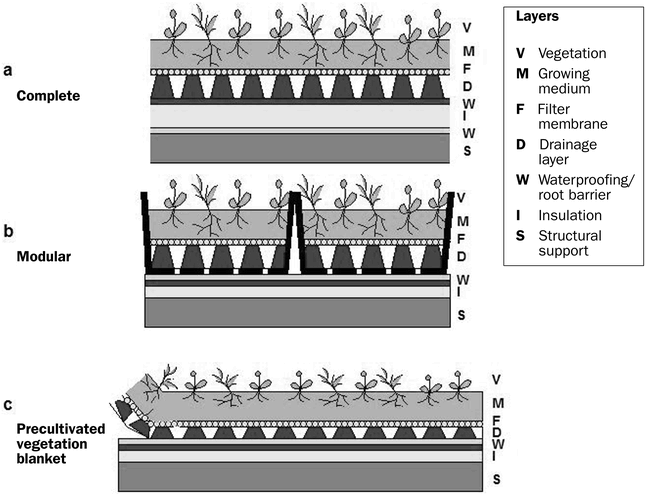 a
Complete
V
M
F
D
W
I
W
S
b
Modular
V
M
F
D
W
I
S
c
Precultivated
vegetation
blanket
V
M
F
D
W
I
S
Layers
V Vegetation
M Growing
medium
F Filter
membrane
D Drainage
layer
W Waterproofing/
root barrier
I Insulation
S Structural
support